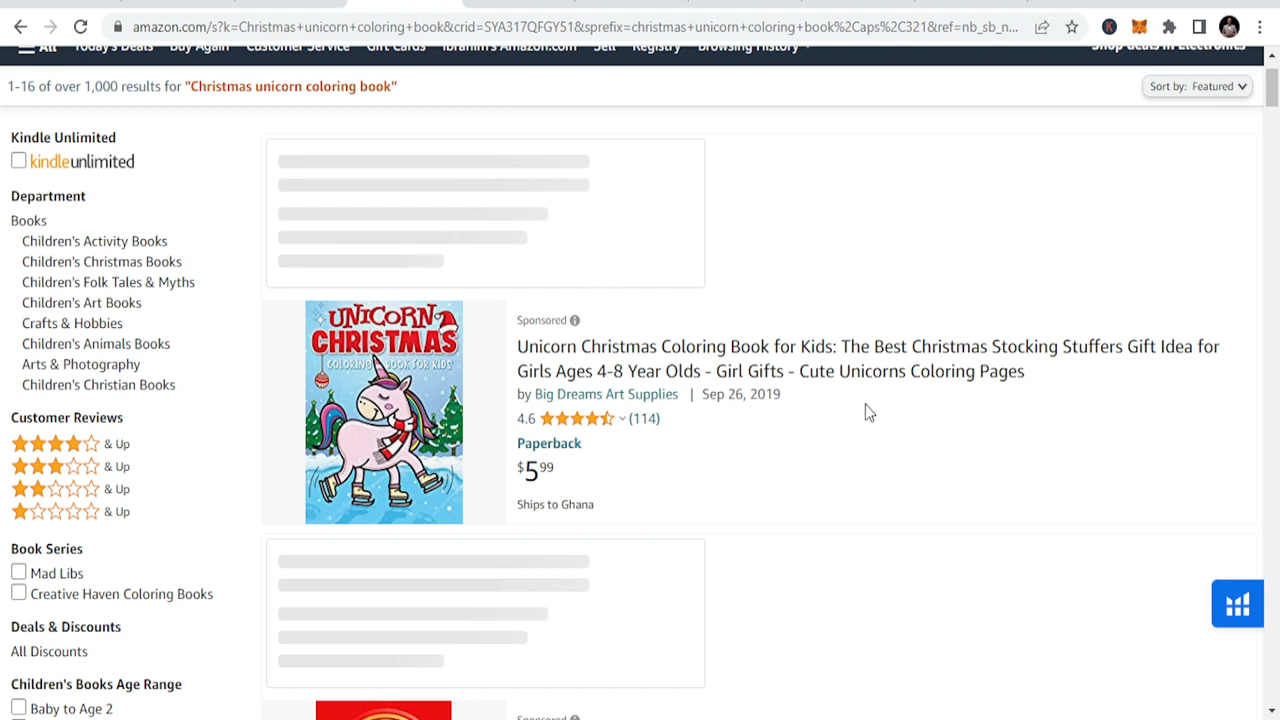 amazon.com/s?k=Christmas+unicorn+coloring+book&crid=SYA317QFGY51&sprefix=christmas+unicorn+coloring+book%2Caps%2C321&ref=nb_sb_n...
All Today's Deals Buy Again Customer Service Gift Cards Ibrahim's Amazon.com Sell Registry Browsing History Shop deals in Electronics
1-16 of over 1,000 results for "Christmas unicorn coloring book"
Sort by: Featured
Kindle Unlimited
kindleunlimited
Department
Books
Children's Activity Books
Children's Christmas Books
Children's Folk Tales & Myths
Children's Art Books
Crafts & Hobbies
Children's Animals Books
Arts & Photography
Children's Christian Books
Customer Reviews
& Up
& Up
& Up
& Up
Book Series
Mad Libs
Creative Haven Coloring Books
Deals & Discounts
All Discounts
Children's Books Age Range
Baby to Age 2
UNICORN
CHRISTMAS
COLORING BOOK FOR KIDS
Sponsored
Unicorn Christmas Coloring Book for Kids: The Best Christmas Stocking Stuffers Gift Idea for
Girls Ages 4-8 Year Olds - Girl Gifts - Cute Unicorns Coloring Pages
by Big Dreams Art Supplies | Sep 26, 2019
4.6 (114)
Paperback
$5 99
Ships to Ghana
Sponsored